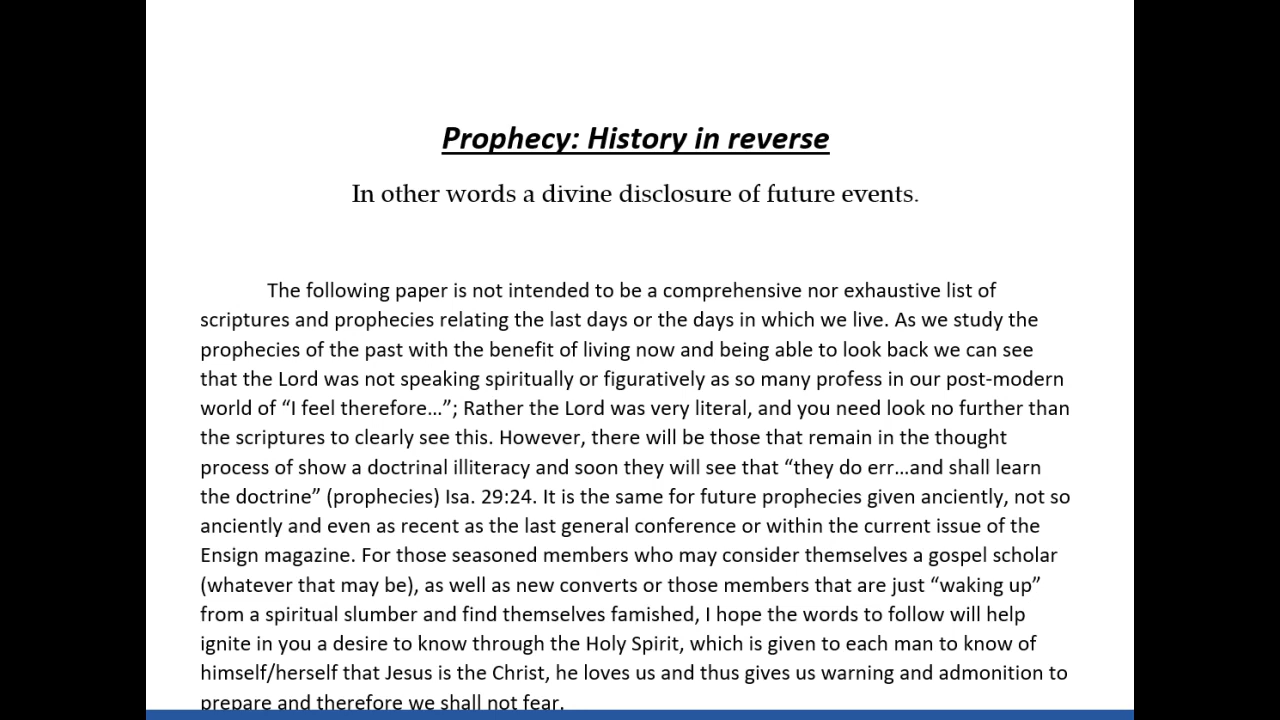 Prophecy: History in reverse
In other words a divine disclosure of future events.
The following paper is not intended to be a comprehensive nor exhaustive list of
scriptures and prophecies relating the last days or the days in which we live. As we study the
prophecies of the past with the benefit of living now and being able to look back we can see
that the Lord was not speaking spiritually or figuratively as so many profess in our post-modern
world of “I feel therefore…”; Rather the Lord was very literal, and you need look no further than
the scriptures to clearly see this. However, there will be those that remain in the thought
process of show a doctrinal illiteracy and soon they will see that “they do err…and shall learn
the doctrine” (prophecies) Isa. 29:24. It is the same for future prophecies given anciently, not so
anciently and even as recent as the last general conference or within the current issue of the
Ensign magazine. For those seasoned members who may consider themselves a gospel scholar
(whatever that may be), as well as new converts or those members that are just “waking up”
from a spiritual slumber and find themselves famished, I hope the words to follow will help
ignite in you a desire to know through the Holy Spirit, which is given to each man to know of
himself/herself that Jesus is the Christ, he loves us and thus gives us warning and admonition to
prepare and therefore we shall not fear.